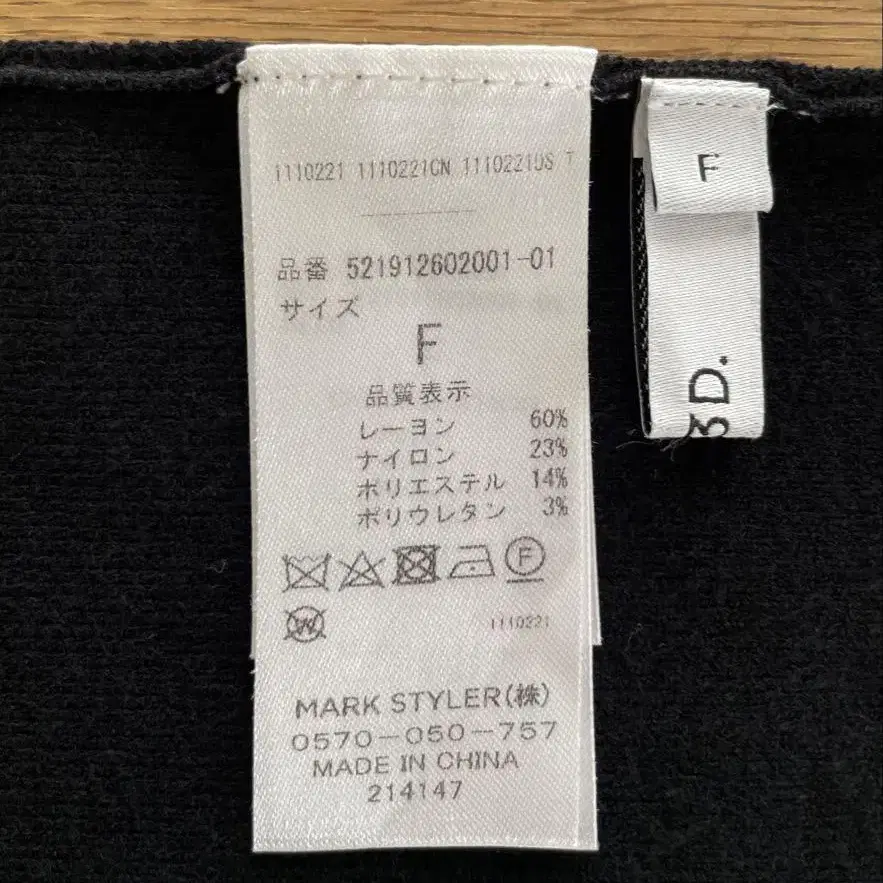 1110221 1110221CN 1110221DS T
品番 521912602001-01
サイズ
F
品質表示
レーヨン 60%
ナイロン 23%
ポリエステル 14%
ポリウレタン 3%
F
W
1110221
MARK STYLER(株)
0570-050-757
MADE IN CHINA
214147
F
D.